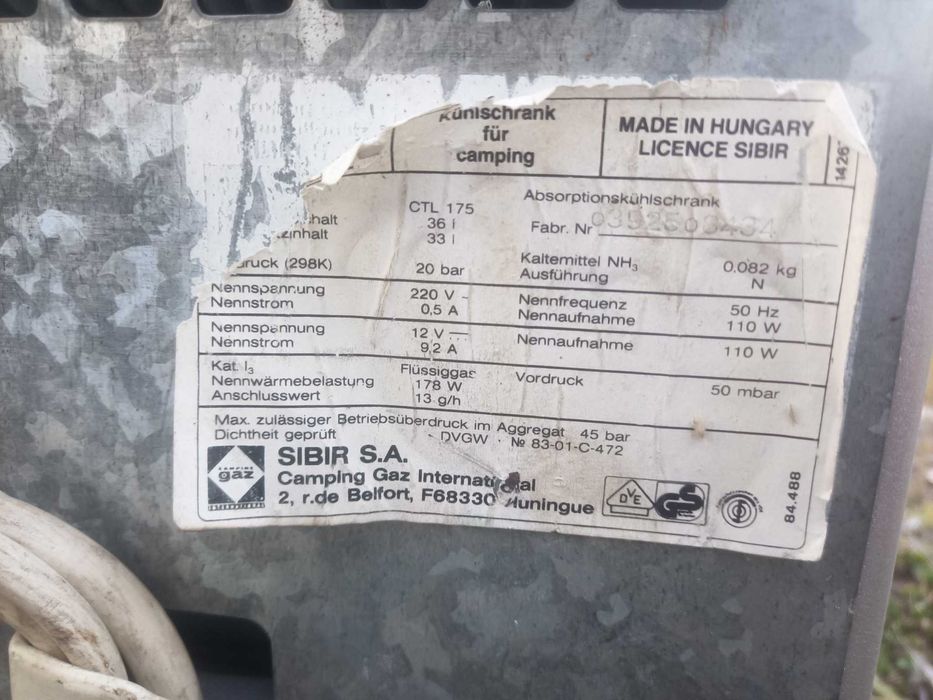 Kühlschrank
für
camping
MADE IN HUNGARY
LICENCE SIBIR
1426
CTL 175
Absorptionskühlschrank
halt 36 l
Fabr. Nr
zinhalt 33 l
druck (298K) 20 bar
Kaltemittel NH₃ 0.082 kg
Ausführung N
Nennspannung 220 V ~
Nennstrom 0,5 A
Nennfrequenz 50 Hz
Nennaufnahme 110 W
Nennspannung 12 V ⎓
Nennstrom 9,2 A
Nennaufnahme 110 W
Kat. I₃ Flüssiggas
Nennwärmebelastung 178 W
Anschlusswert 13 g/h
Vordruck 50 mbar
Max. zulässiger Betriebsüberdruck im Aggregat 45 bar
Dichtheit geprüft DVGW · № 83-01-C-472
CAMPING
gaz
INTERNATIONAL
SIBIR S.A.
Camping Gaz International
2, r.de Belfort, F68330 Huningue
DVE
GS
84.488